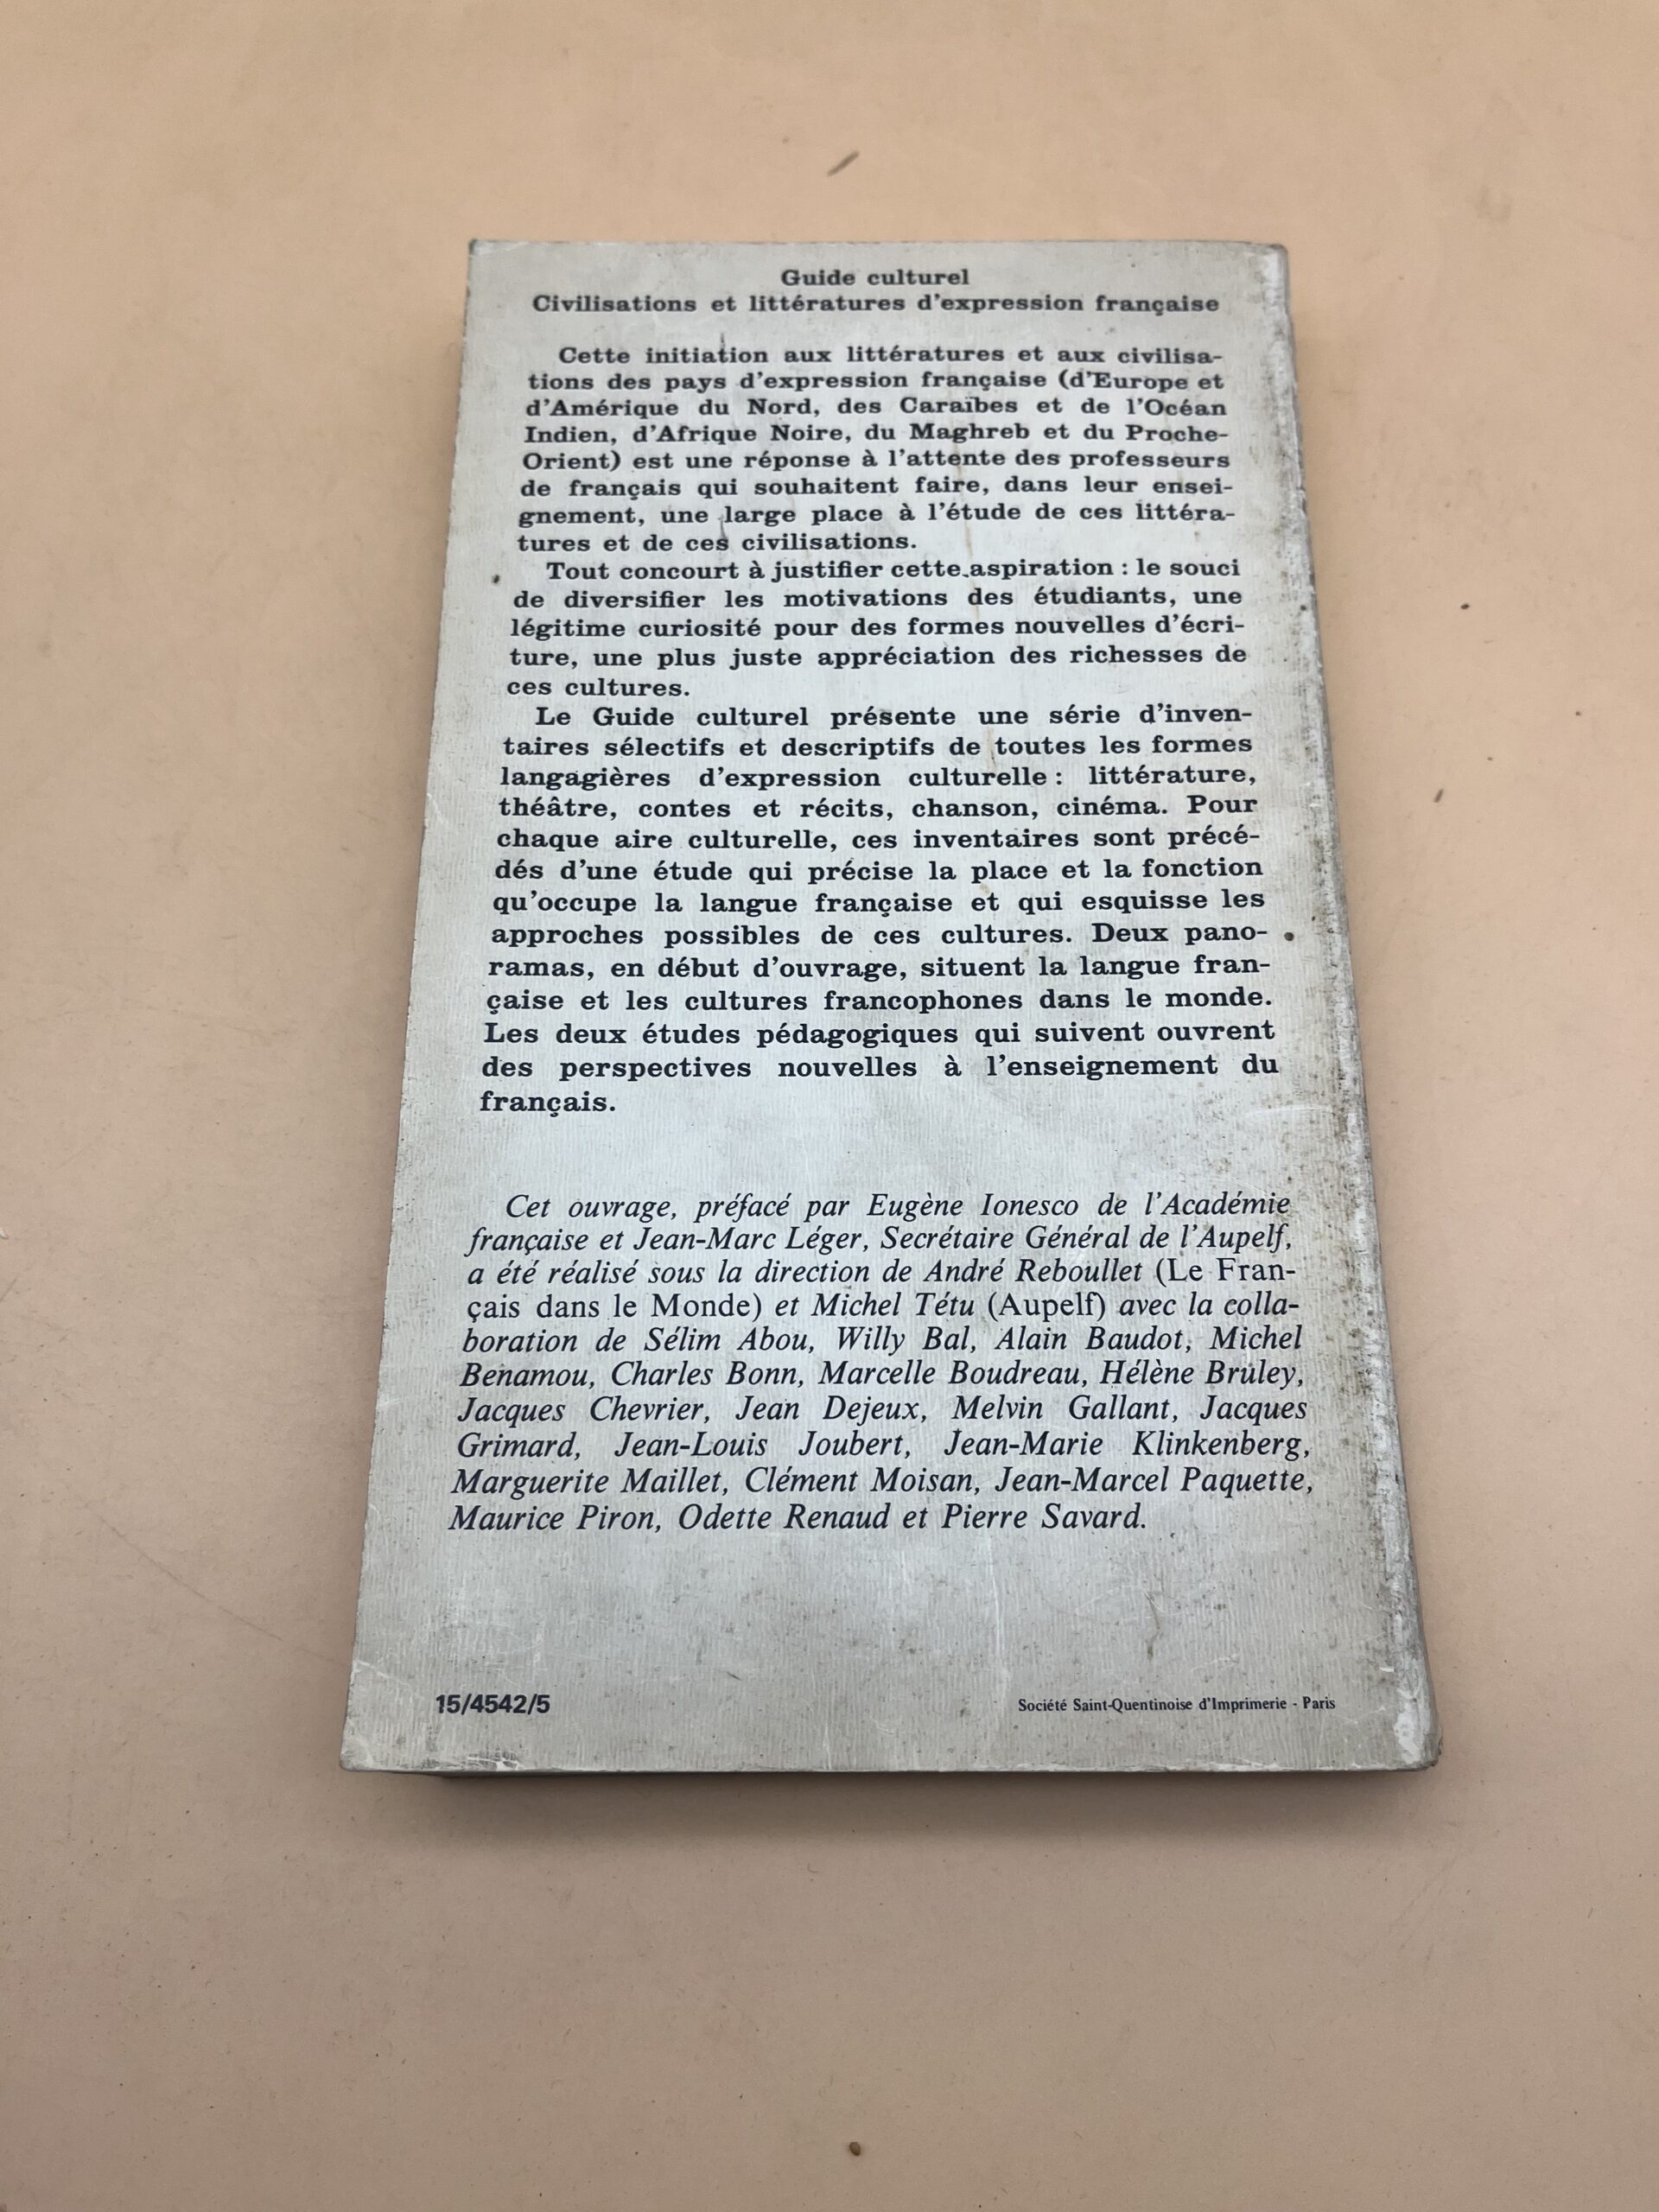 Guide culturel
Civilisations et littératures d'expression française
Cette initiation aux littératures et aux civilisa-
tions des pays d'expression française (d'Europe et
d'Amérique du Nord, des Caraïbes et de l'Océan
Indien, d'Afrique Noire, du Maghreb et du Proche-
Orient) est une réponse à l'attente des professeurs
de français qui souhaitent faire, dans leur ensei-
gnement, une large place à l'étude de ces littéra-
tures et de ces civilisations.
Tout concourt à justifier cette aspiration : le souci
de diversifier les motivations des étudiants, une
légitime curiosité pour des formes nouvelles d'écri-
ture, une plus juste appréciation des richesses de
ces cultures.
Le Guide culturel présente une série d'inven-
taires sélectifs et descriptifs de toutes les formes
langagières d'expression culturelle : littérature,
théâtre, contes et récits, chanson, cinéma. Pour
chaque aire culturelle, ces inventaires sont précé-
dés d'une étude qui précise la place et la fonction
qu'occupe la langue française et qui esquisse les
approches possibles de ces cultures. Deux pano-
ramas, en début d'ouvrage, situent la langue fran-
çaise et les cultures francophones dans le monde.
Les deux études pédagogiques qui suivent ouvrent
des perspectives nouvelles à l'enseignement du
français.
Cet ouvrage, préfacé par Eugène Ionesco de l'Académie
française et Jean-Marc Léger, Secrétaire Général de l'Aupelf,
a été réalisé sous la direction de André Reboullet (Le Fran-
çais dans le Monde) et Michel Tétu (Aupelf) avec la colla-
boration de Sélim Abou, Willy Bal, Alain Baudot, Michel
Benamou, Charles Bonn, Marcelle Boudreau, Hélène Bruley,
Jacques Chevrier, Jean Dejeux, Melvin Gallant, Jacques
Grimard, Jean-Louis Joubert, Jean-Marie Klinkenberg,
Marguerite Maillet, Clément Moisan, Jean-Marcel Paquette,
Maurice Piron, Odette Renaud et Pierre Savard.
15/4542/5
Société Saint-Quentinoise d'Imprimerie - Paris